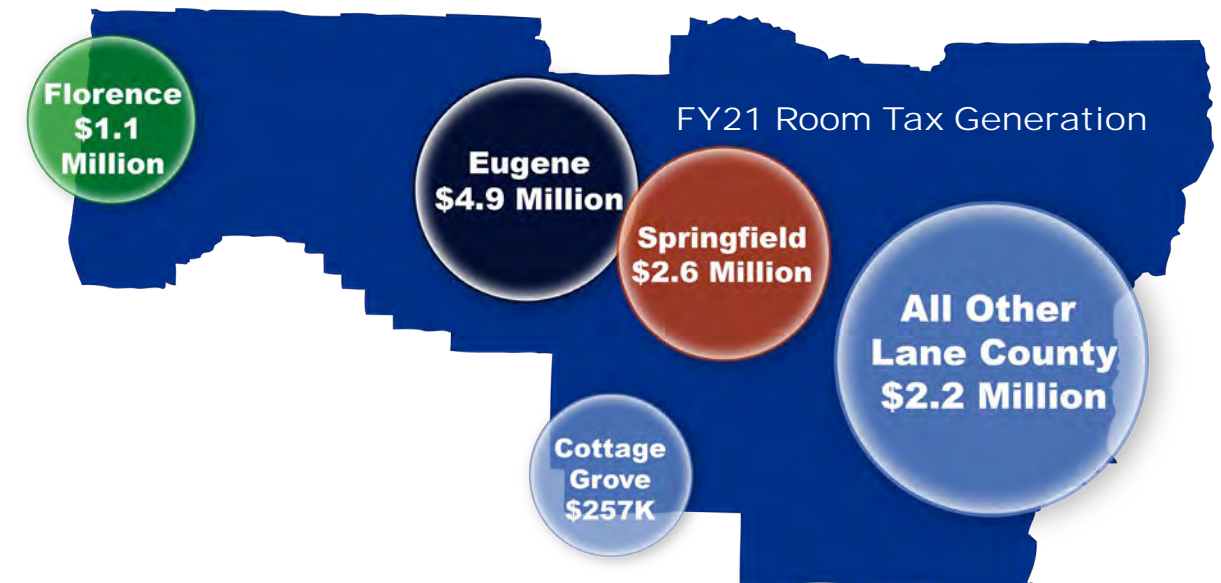 FY21 Room Tax Generation
Florence
$1.1
Million
Eugene
$4.9 Million
Springfield
$2.6 Million
All Other
Lane County
$2.2 Million
Cottage
Grove
$257K